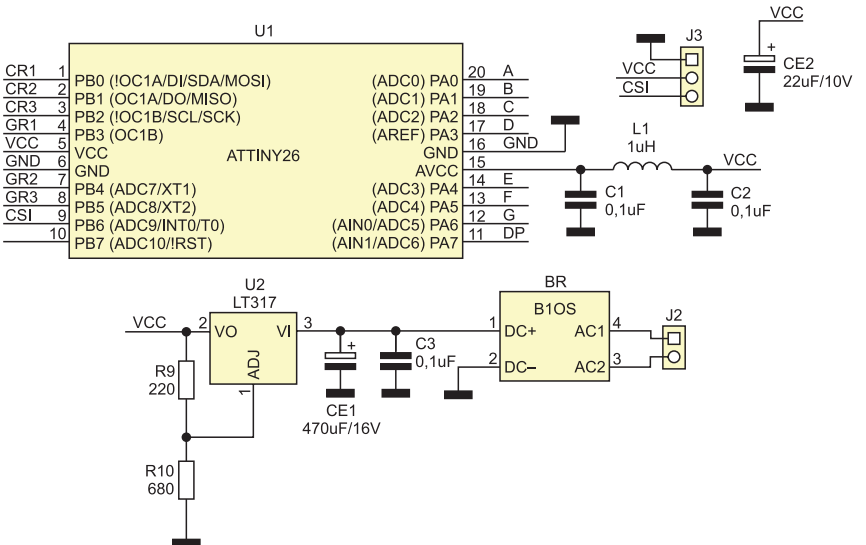 U1
CR1 1 PB0 (!OC1A/DI/SDA/MOSI)
CR2 2 PB1 (OC1A/DO/MISO)
CR3 3 PB2 (!OC1B/SCL/SCK)
GR1 4 PB3 (OC1B)
VCC 5 VCC
GND 6 GND
GR2 7 PB4 (ADC7/XT1)
GR3 8 PB5 (ADC8/XT2)
CSI 9 PB6 (ADC9/INT0/T0)
10 PB7 (ADC10/!RST)
ATTINY26
(ADC0) PA0 20 A
(ADC1) PA1 19 B
(ADC2) PA2 18 C
(AREF) PA3 17 D
GND 16 GND
AVCC 15
(ADC3) PA4 14 E
(ADC4) PA5 13 F
(AIN0/ADC5) PA6 12 G
(AIN1/ADC6) PA7 11 DP
J3
VCC
CSI
VCC
+
CE2
22uF/10V
L1
1uH
VCC
C1
0,1uF
C2
0,1uF
U2
LT317
VCC
2 VO
VI 3
ADJ
1
R9
220
R10
680
+
CE1
470uF/16V
C3
0,1uF
BR
B1OS
1 DC+
2 DC–
AC1 4
AC2 3
J2